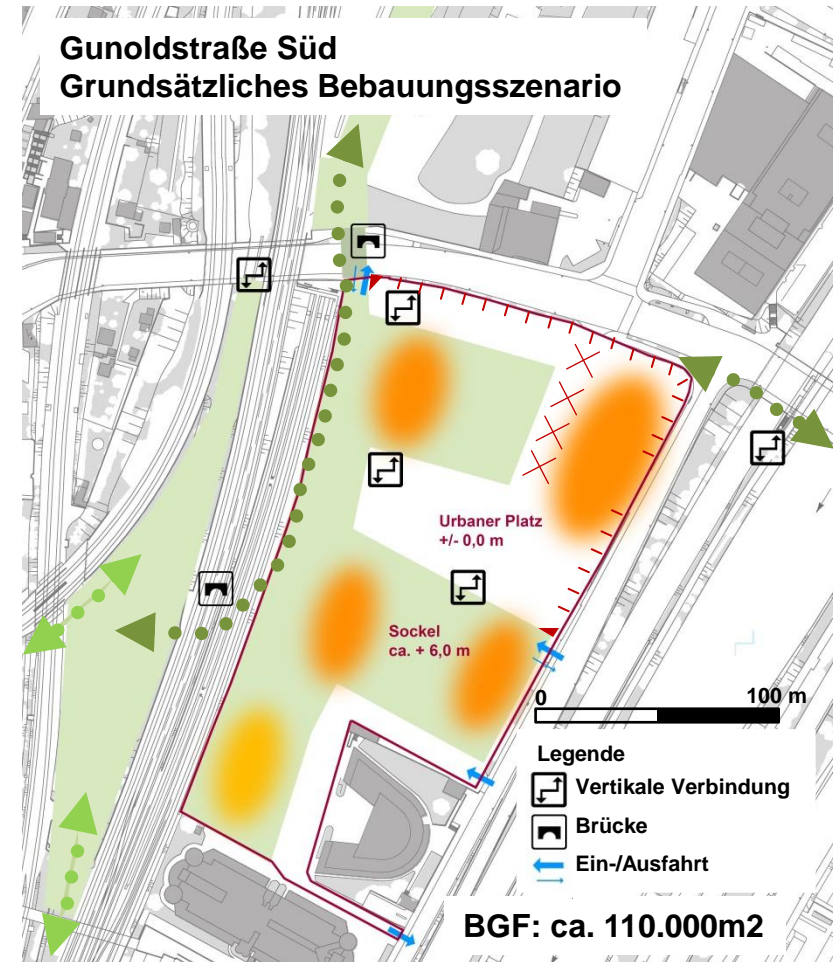 Gunoldstraße Süd
Grundsätzliches Bebauungsszenario
Urbaner Platz
+/- 0,0 m
Sockel
ca. + 6,0 m
0 100 m
Legende
Vertikale Verbindung
Brücke
Ein-/Ausfahrt
BGF: ca. 110.000m2